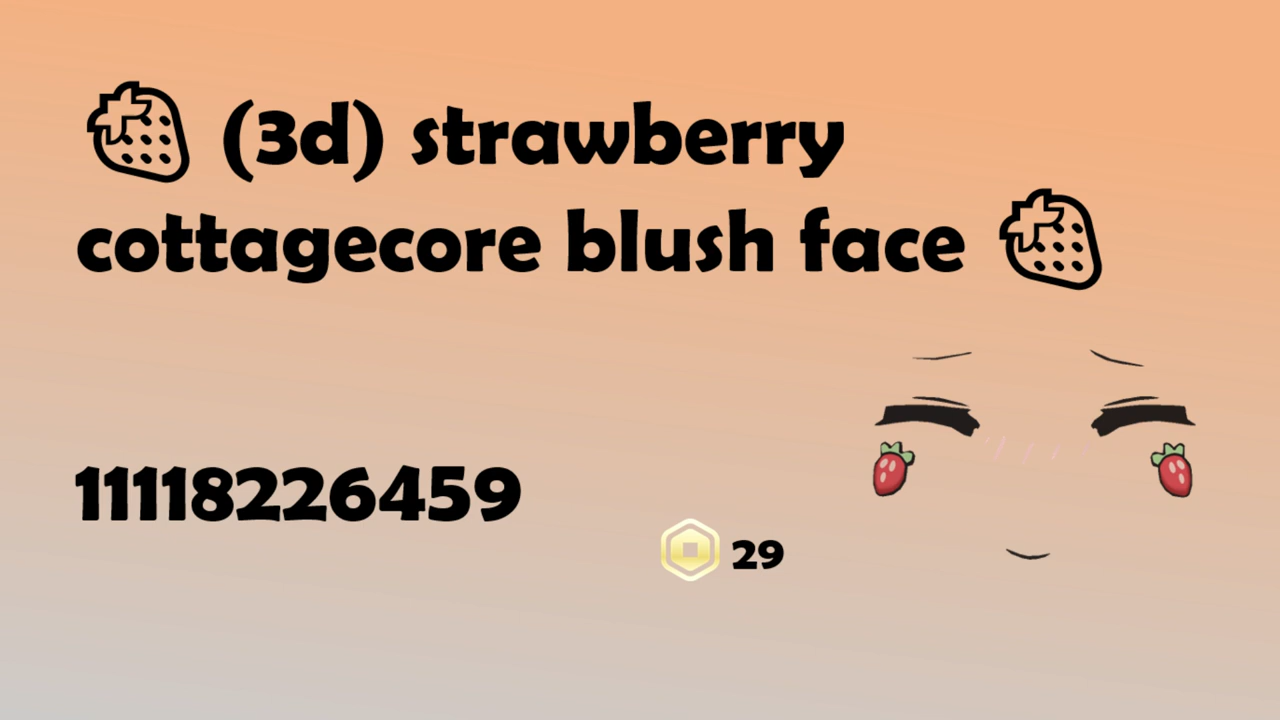 🍓 (3d) strawberry
cottagecore blush face 🍓
11118226459
29